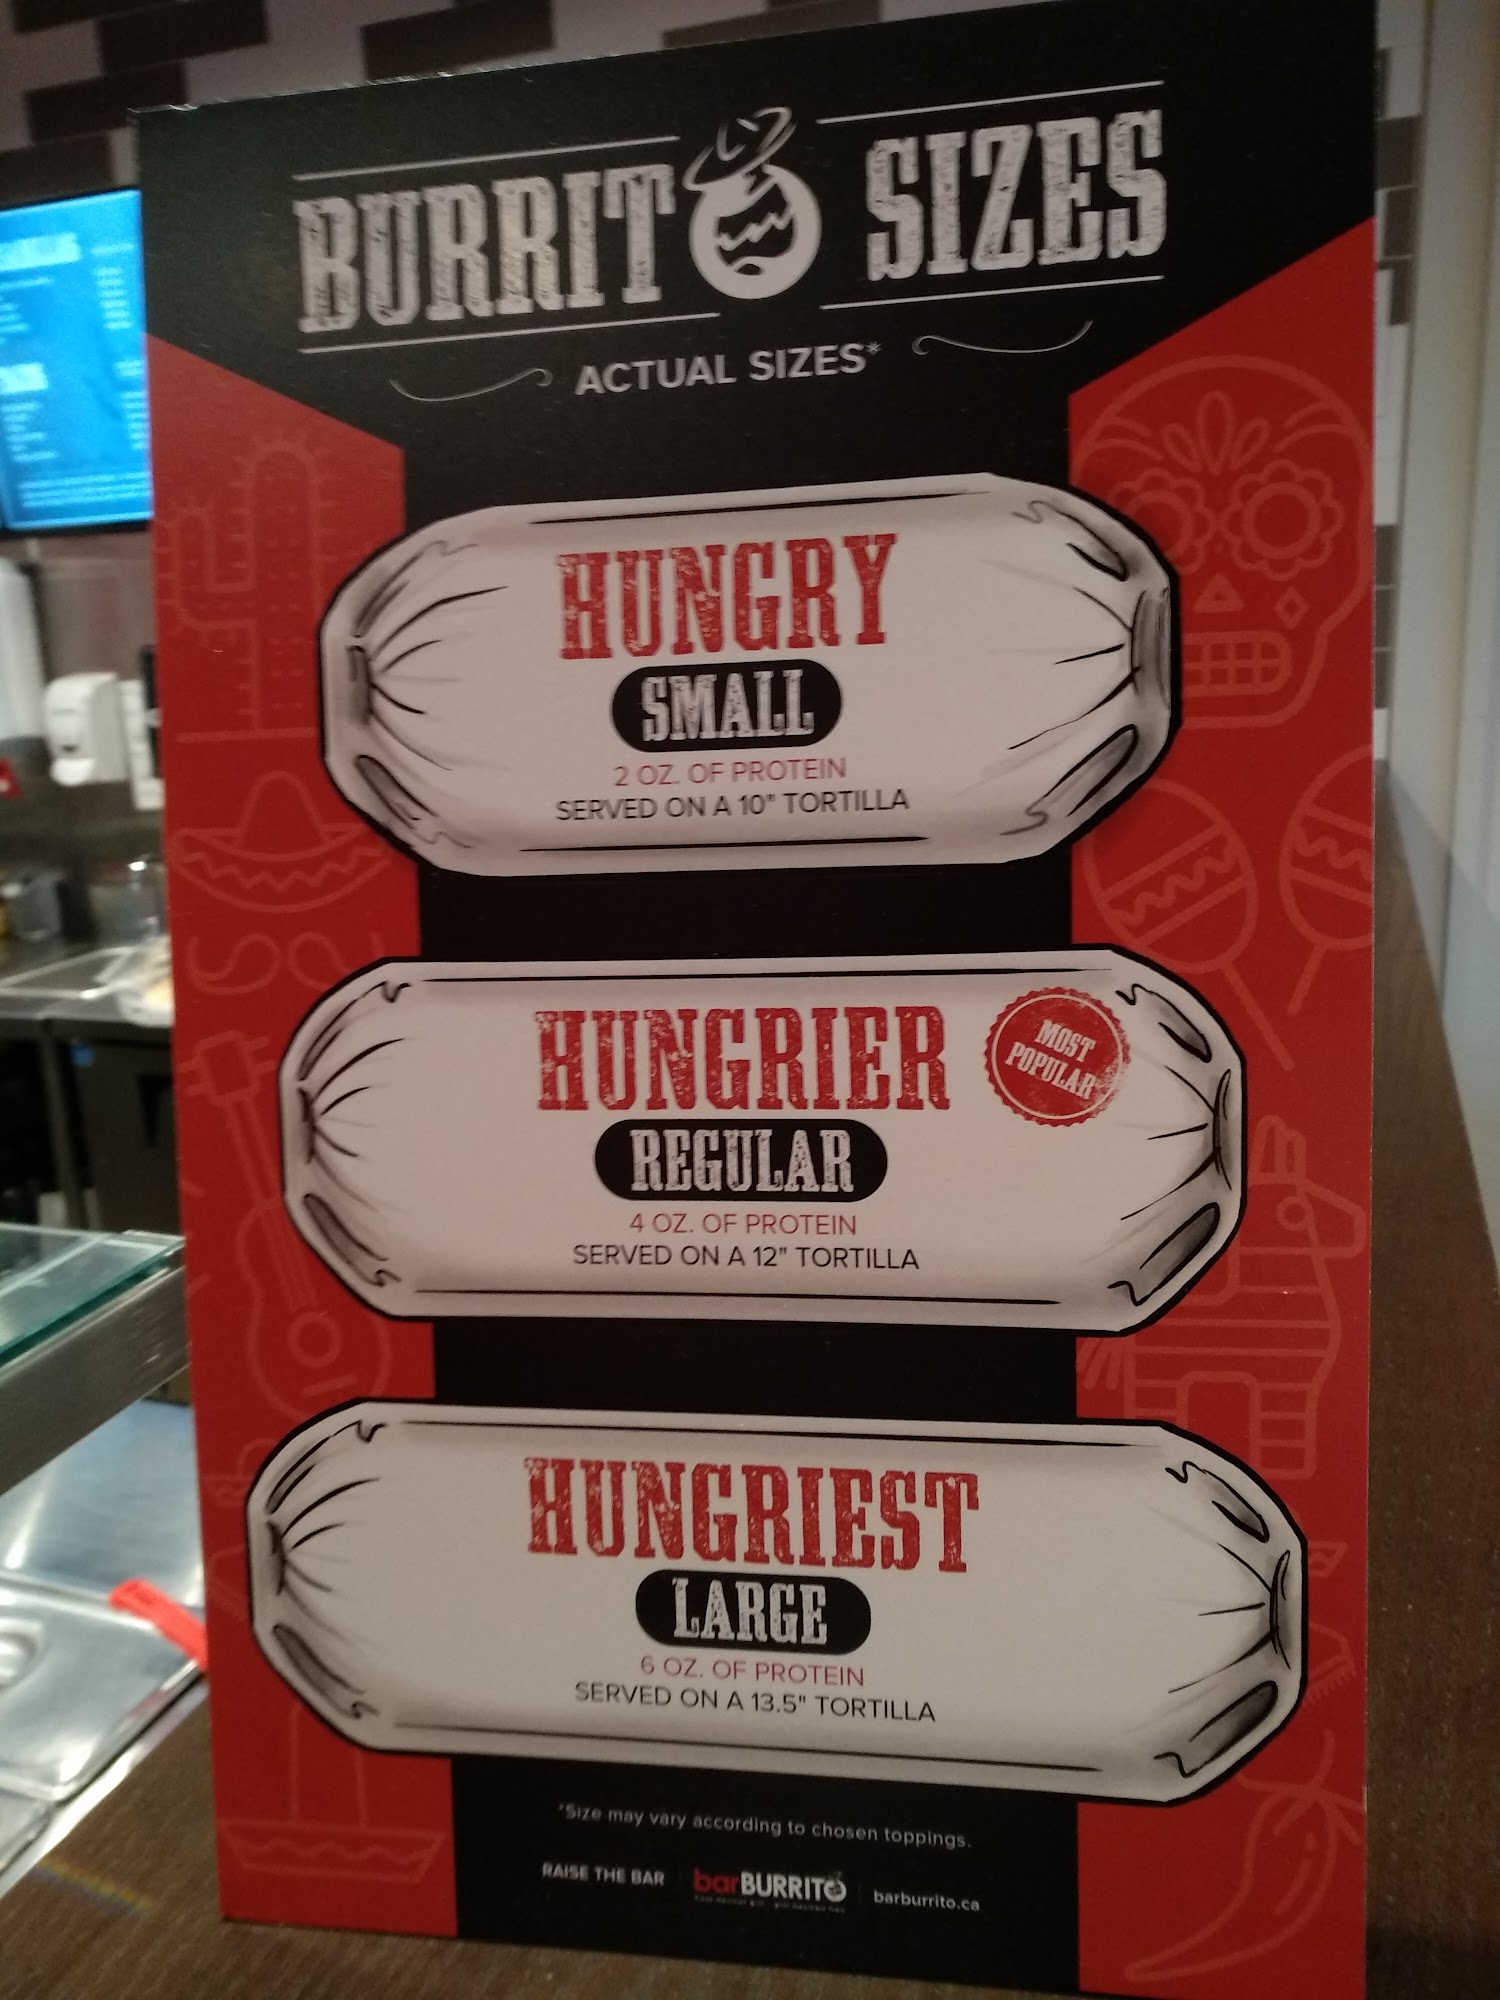 BURRITO SIZES
ACTUAL SIZES*
HUNGRY
SMALL
2 OZ. OF PROTEIN
SERVED ON A 10" TORTILLA
HUNGRIER
MOST
POPULAR
REGULAR
4 OZ. OF PROTEIN
SERVED ON A 12" TORTILLA
HUNGRIEST
LARGE
6 OZ. OF PROTEIN
SERVED ON A 13.5" TORTILLA
*Size may vary according to chosen toppings.
RAISE THE BAR barBURRITO barburrito.ca